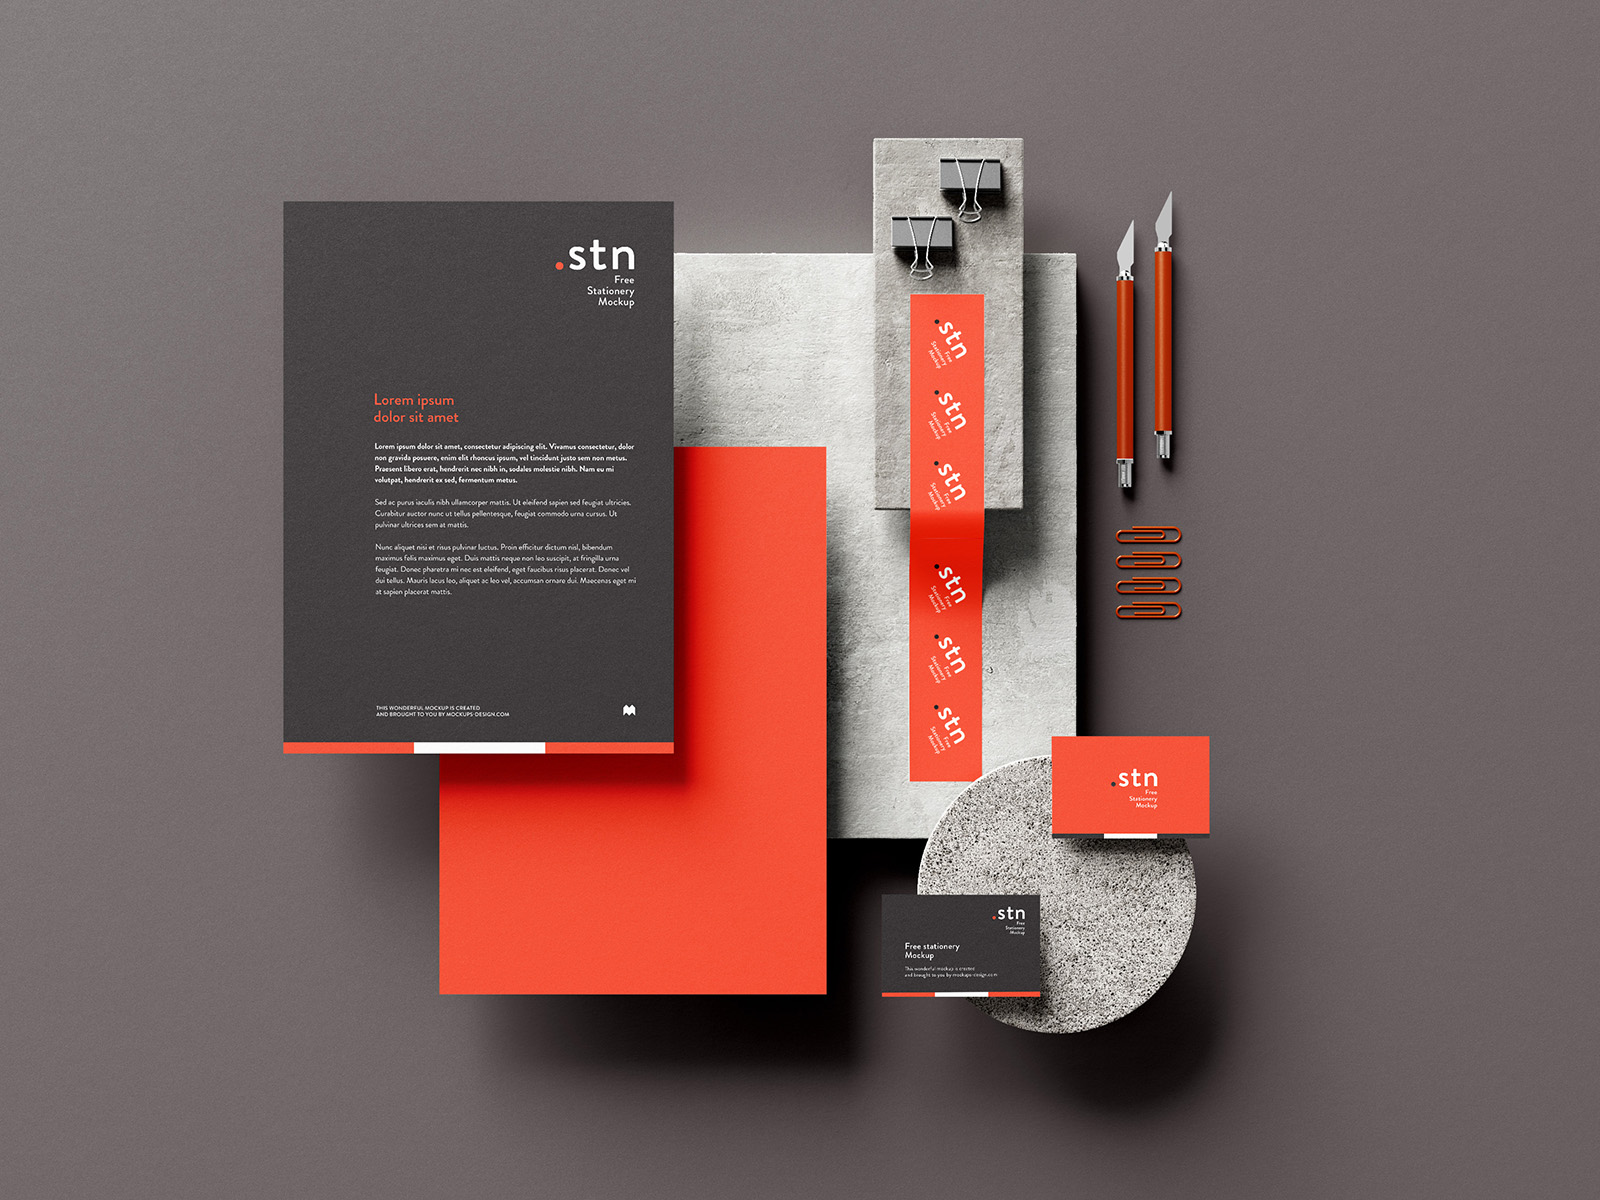 .stn
Free
Stationery
Mockup
Lorem ipsum
dolor sit amet
Lorem ipsum dolor sit amet, consectetur adipiscing elit. Vivamus consectetur, dolor
non gravida posuere, enim elit rhoncus ipsum, vel tincidunt justo sem non metus.
Praesent libero erat, hendrerit nec nibh in, sodales molestie nibh. Nam eu mi
volutpat, hendrerit ex sed, fermentum metus.
Sed ac purus iaculis nibh ullamcorper mattis. Ut eleifend sapien sed feugiat ultricies.
Curabitur auctor nunc ut tellus pellentesque, feugiat commodo urna cursus. Ut
pulvinar ultrices sem at mattis.
Nunc aliquet nisi et risus pulvinar luctus. Proin efficitur dictum nisl, bibendum
maximus felis maximus eget. Duis mattis neque non leo suscipit, at fringilla urna
feugiat. Donec pharetra mi nec est eleifend, eget faucibus risus placerat. Donec vel
dui tellus. Mauris lacus leo, aliquet ac leo vel, accumsan ornare dui. Maecenas eget mi
at sapien placerat mattis.
THIS WONDERFUL MOCKUP IS CREATED
AND BROUGHT TO YOU BY MOCKUPS-DESIGN.COM
.stn
Free
Stationery
Mockup
.stn
Free
Stationery
Mockup
.stn
Free
Stationery
Mockup
.stn
Free
Stationery
Mockup
.stn
Free
Stationery
Mockup
.stn
Free
Stationery
Mockup
.stn
Free
Stationery
Mockup
.stn
Free
Stationery
Mockup
Free stationery
Mockup
This wonderful mockup is created
and brought to you by mockups-design.com